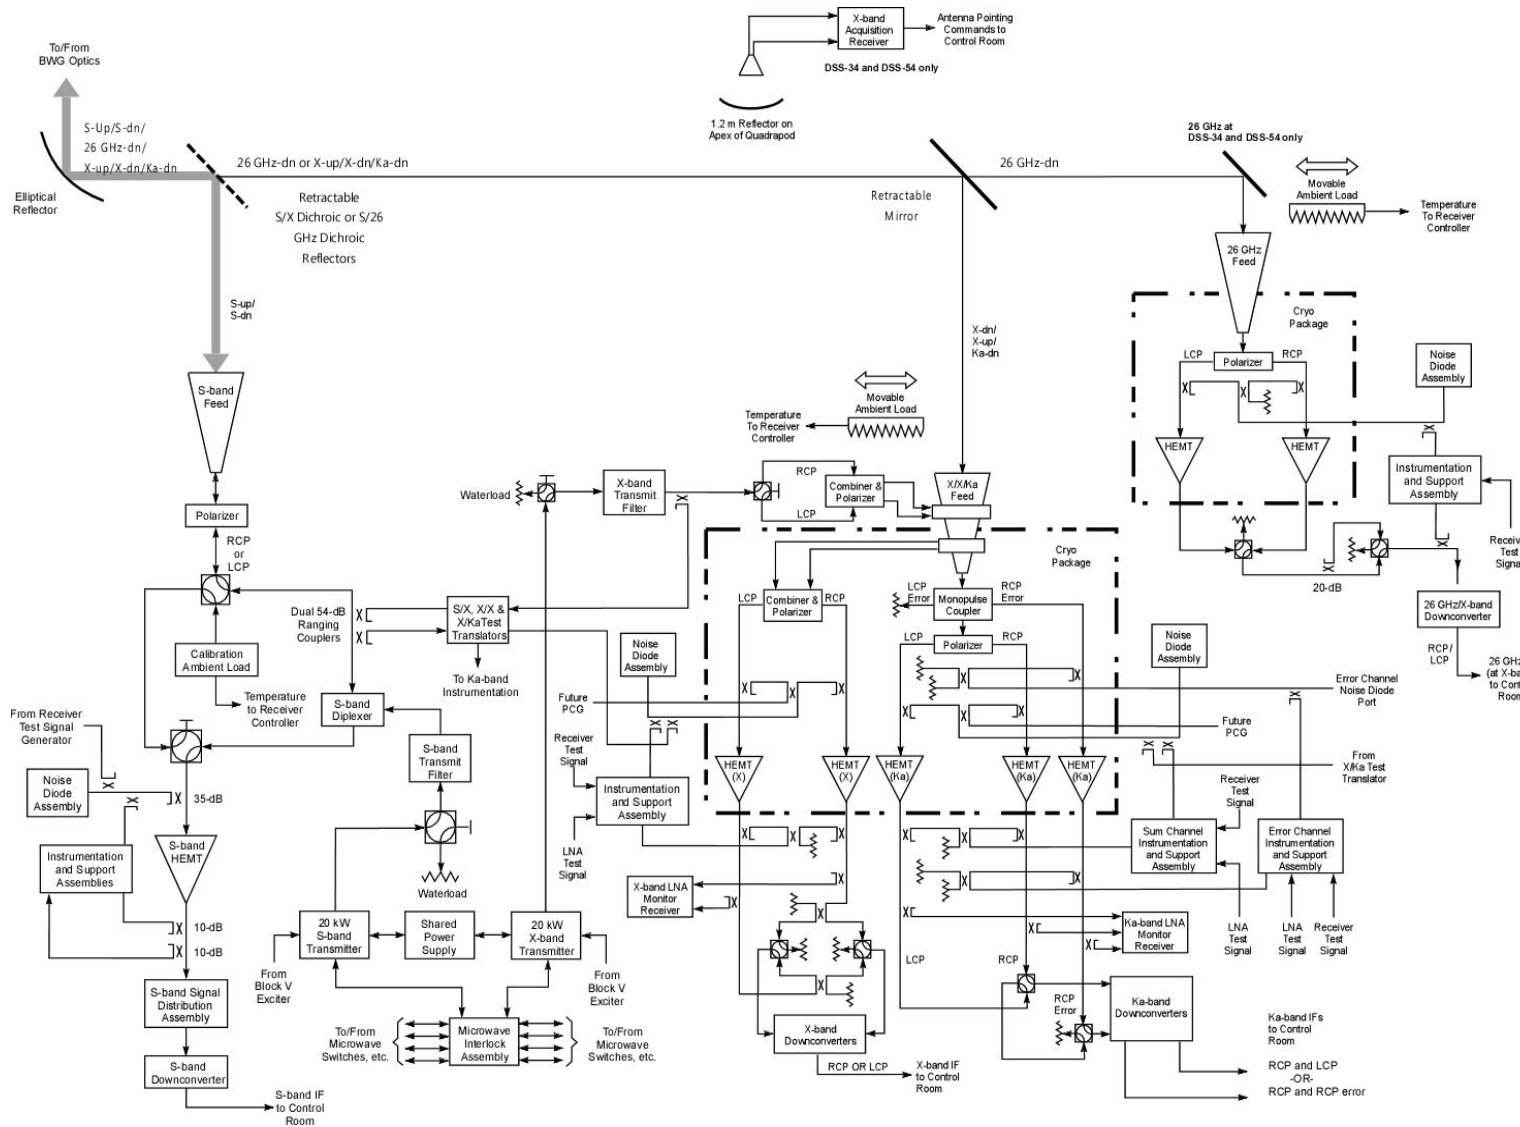 X-band
Acquisition
Receiver
Antenna Pointing
Commands to
Control Room
DSS-34 and DSS-54 only
1.2 m Reflector on
Apex of Quadrapod
To/From
BWG Optics
S-Up/S-dn/
26 GHz-dn/
X-up/X-dn/Ka-dn
Elliptical
Reflector
26 GHz-dn or X-up/X-dn/Ka-dn
Retractable
S/X Dichroic or S/26
GHz Dichroic
Reflectors
Retractable
Mirror
26 GHz-dn
26 GHz at
DSS-34 and DSS-54 only
Movable
Ambient Load
Temperature
To Receiver
Controller
26 GHz
Feed
Cryo
Package
LCP
Polarizer
RCP
HEMT
HEMT
Noise
Diode
Assembly
Instrumentation
and Support
Assembly
Receiver
Test
Signal
20-dB
26 GHz/X-band
Downconverter
RCP/
LCP
26 GHz
(at X-ba
to Cont
Room
S-up/
S-dn
S-band
Feed
Polarizer
RCP
or
LCP
Dual 54-dB
Ranging
Couplers
Calibration
Ambient Load
Temperature
to Receiver
Controller
S-band
Diplexer
From Receiver
Test Signal
Generator
Noise
Diode
Assembly
35-dB
S-band
HEMT
Instrumentation
and Support
Assemblies
10-dB
10-dB
S-band Signal
Distribution
Assembly
S-band
Downconverter
S-band IF
to Control
Room
S-band
Transmit
Filter
Waterload
20 kW
S-band
Transmitter
Shared
Power
Supply
20 kW
X-band
Transmitter
From
Block V
Exciter
From
Block V
Exciter
To/From
Microwave
Switches, etc.
Microwave
Interlock
Assembly
To/From
Microwave
Switches, etc.
Waterload
X-band
Transmit
Filter
S/X, X/X &
X/KaTest
Translators
To Ka-band
Instrumentation
X-dn/
X-up/
Ka-dn
Movable
Ambient Load
Temperature
To Receiver
Controller
RCP
Combiner &
Polarizer
LCP
X/X/Ka
Feed
Cryo
Package
LCP
Combiner &
Polarizer
RCP
LCP
Error
Monopulse
Coupler
RCP
Error
LCP
Polarizer
RCP
Noise
Diode
Assembly
Future
PCG
Receiver
Test
Signal
Instrumentation
and Support
Assembly
LNA
Test
Signal
HEMT
(X)
HEMT
(X)
HEMT
(Ka)
HEMT
(Ka)
HEMT
(Ka)
Noise
Diode
Assembly
Error Channel
Noise Diode
Port
Future
PCG
From
X/Ka Test
Translator
Receiver
Test
Signal
Sum Channel
Instrumentation
and Support
Assembly
Error Channel
Instrumentation
and Support
Assembly
LNA
Test
Signal
LNA
Test
Signal
Receiver
Test
Signal
X-band LNA
Monitor
Receiver
Ka-band LNA
Monitor
Receiver
LCP
RCP
RCP
Error
X-band
Downconverters
RCP OR LCP
X-band IF
to Control
Room
Ka-band
Downconverters
Ka-band IFs
to Control
Room
RCP and LCP
-OR-
RCP and RCP error